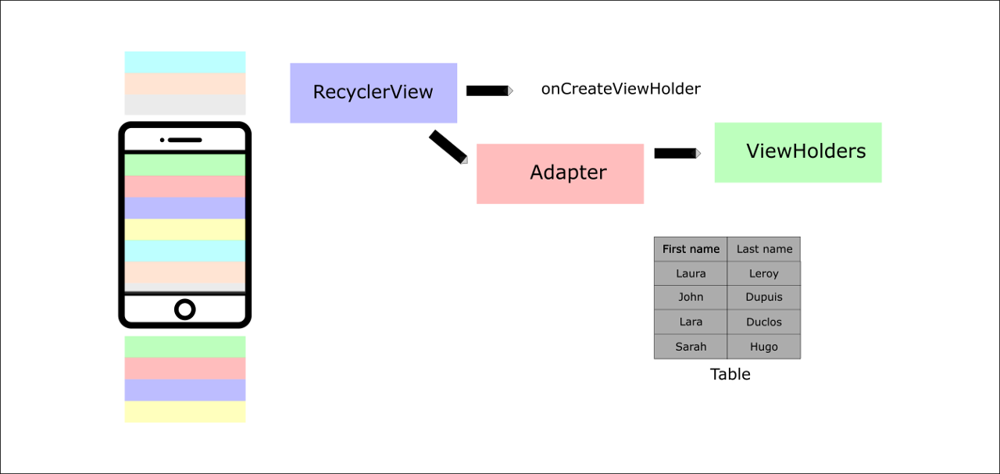 RecyclerView
onCreateViewHolder
Adapter
ViewHolders
First name Last name
Laura Leroy
John Dupuis
Lara Duclos
Sarah Hugo
Table